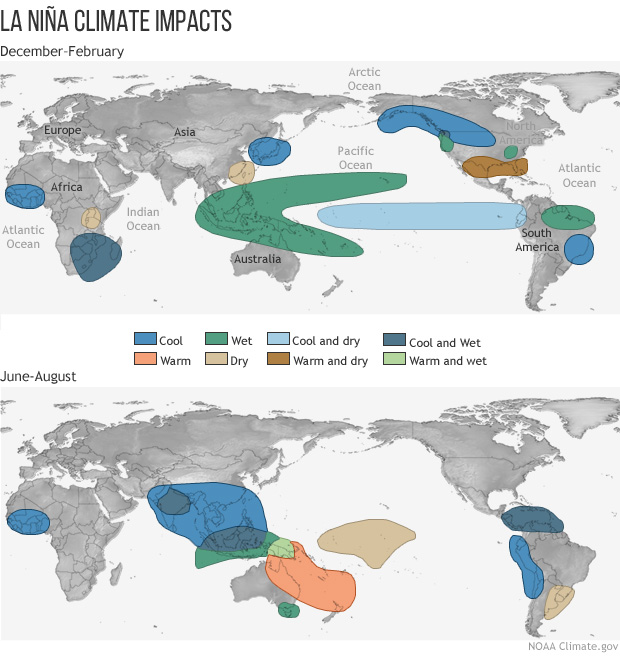 LA NIÑA CLIMATE IMPACTS
December-February
Arctic
Ocean
Europe
Asia
North
America
Pacific
Ocean
Africa
Atlantic
Ocean
Indian
Ocean
Atlantic
Ocean
South
America
Australia
Cool
Wet
Cool and dry
Cool and Wet
Warm
Dry
Warm and dry
Warm and wet
June-August
NOAA Climate.gov